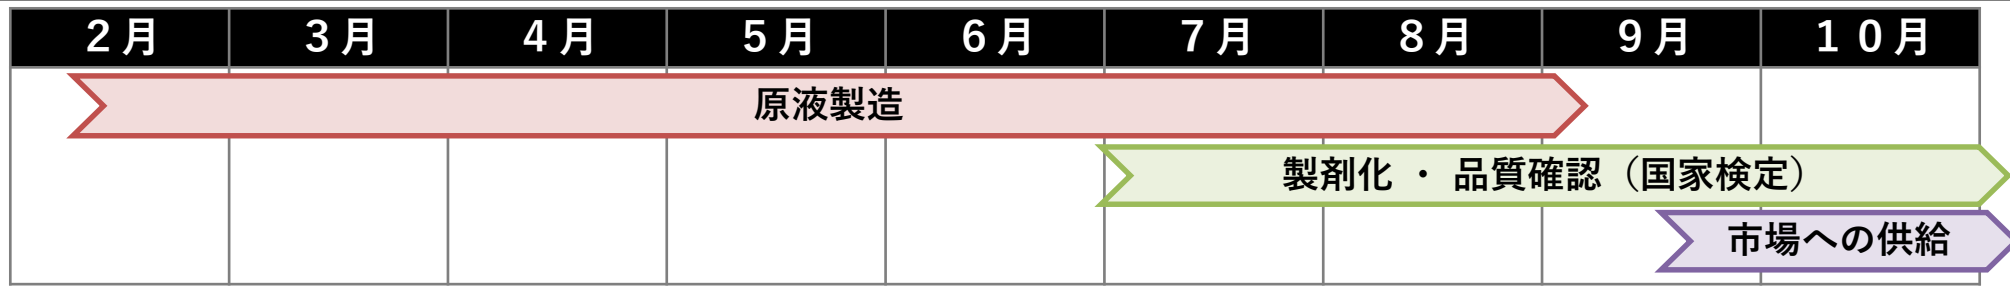 2月 3月 4月 5月 6月 7月 8月 9月 10月
原液製造
製剤化 ・ 品質確認（国家検定）
市場への供給